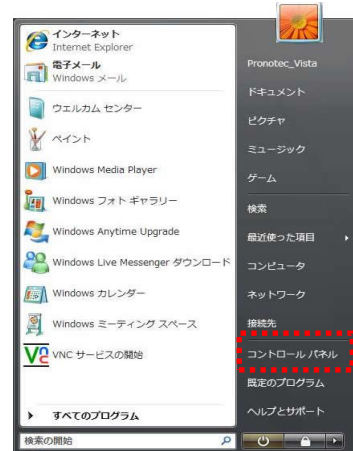 インターネット
Internet Explorer
電子メール
Windows メール
ウェルカム センター
ペイント
Windows Media Player
Windows フォト ギャラリー
Windows Anytime Upgrade
Windows Live Messenger ダウンロード
Windows カレンダー
Windows ミーティング スペース
VNC サービスの開始
すべてのプログラム
検索の開始
Pronotec_Vista
ドキュメント
ピクチャ
ミュージック
ゲーム
検索
最近使った項目
コンピュータ
ネットワーク
接続先
コントロール パネル
既定のプログラム
ヘルプとサポート